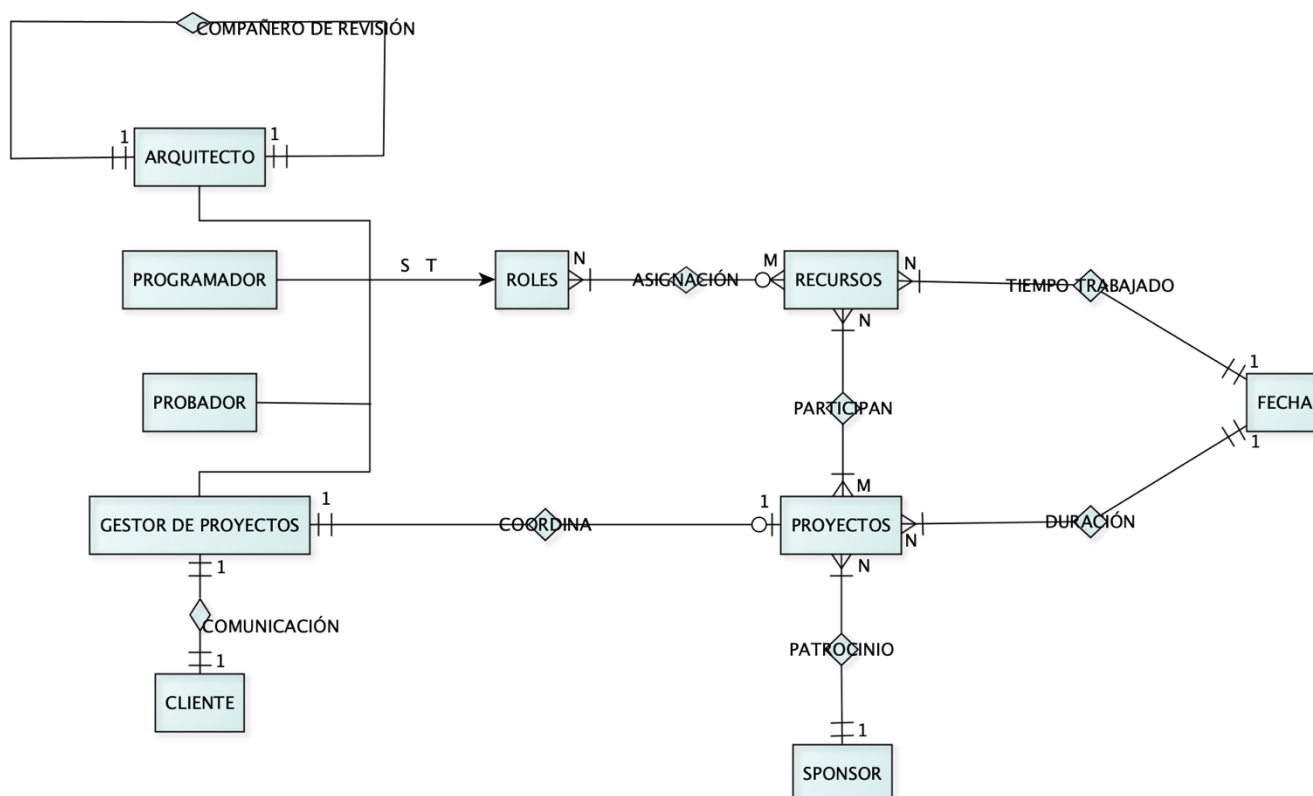 COMPAÑERO DE REVISIÓN
1
1
ARQUITECTO
PROGRAMADOR
S T
ROLES
N
ASIGNACIÓN
M
RECURSOS
N
TIEMPO TRABAJADO
N
1
FECHA
1
PROBADOR
PARTICIPAN
M
GESTOR DE PROYECTOS
1
COORDINA
1
PROYECTOS
N
DURACIÓN
N
1
COMUNICACIÓN
1
CLIENTE
PATROCINIO
1
SPONSOR